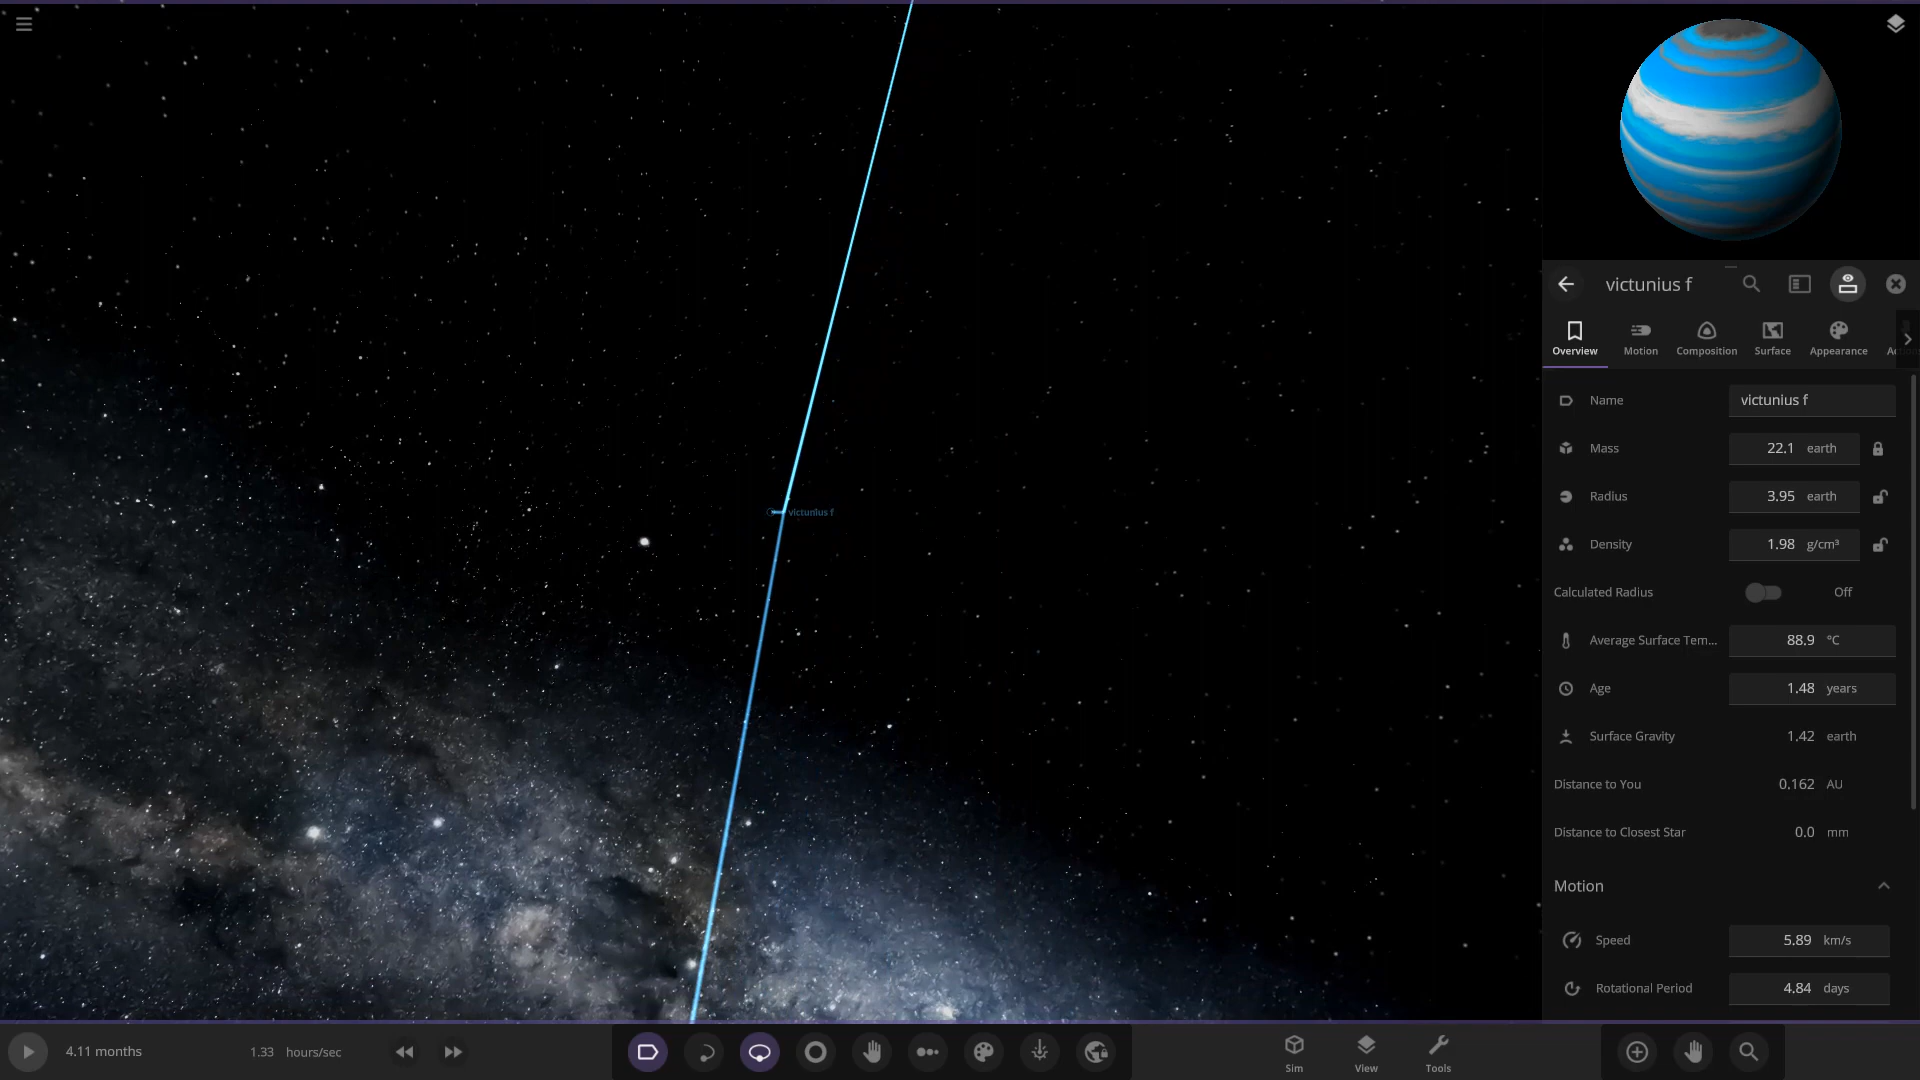 victunius f
victunius f
Overview
Motion
Composition
Surface
Appearance
Name victunius f
Mass 22.1 earth
Radius 3.95 earth
Density 1.98 g/cm³
Calculated Radius Off
Average Surface Tem... 88.9 °C
Age 1.48 years
Surface Gravity 1.42 earth
Distance to You 0.162 AU
Distance to Closest Star 0.0 mm
Motion
Speed 5.89 km/s
Rotational Period 4.84 days
4.11 months
1.33 hours/sec
Sim
View
Tools